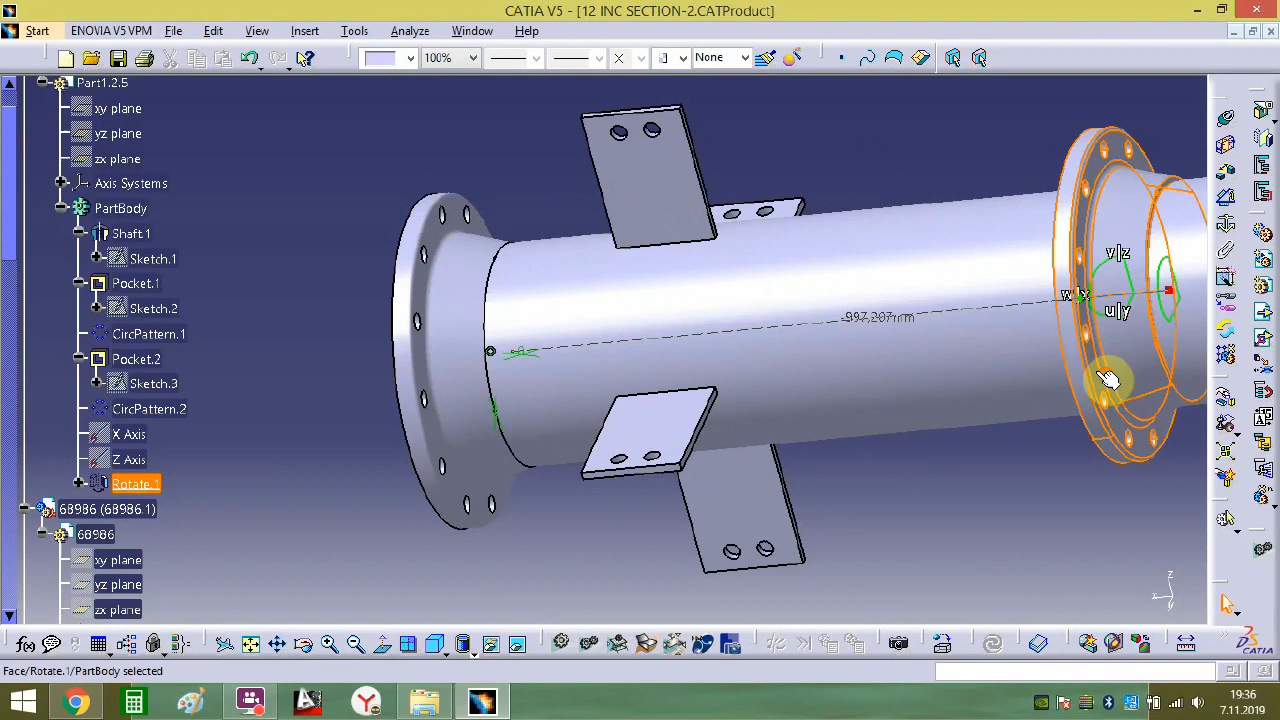 CATIA V5 - [12 INC SECTION-2.CATProduct]
Start ENOVIA V5 VPM File Edit View Insert Tools Analyze Window Help
100% None
Part1.2.5
xy plane
yz plane
zx plane
Axis Systems
PartBody
Shaft.1
Sketch.1
Pocket.1
Sketch.2
CircPattern.1
Pocket.2
Sketch.3
CircPattern.2
X Axis
Z Axis
Rotate.1
68986 (68986.1)
68986
xy plane
yz plane
zx plane
v|z
w|x
u|y
-997,207mm
z
x
y
f(x)
DS CATIA
Face/Rotate.1/PartBody selected
19:36
7.11.2019